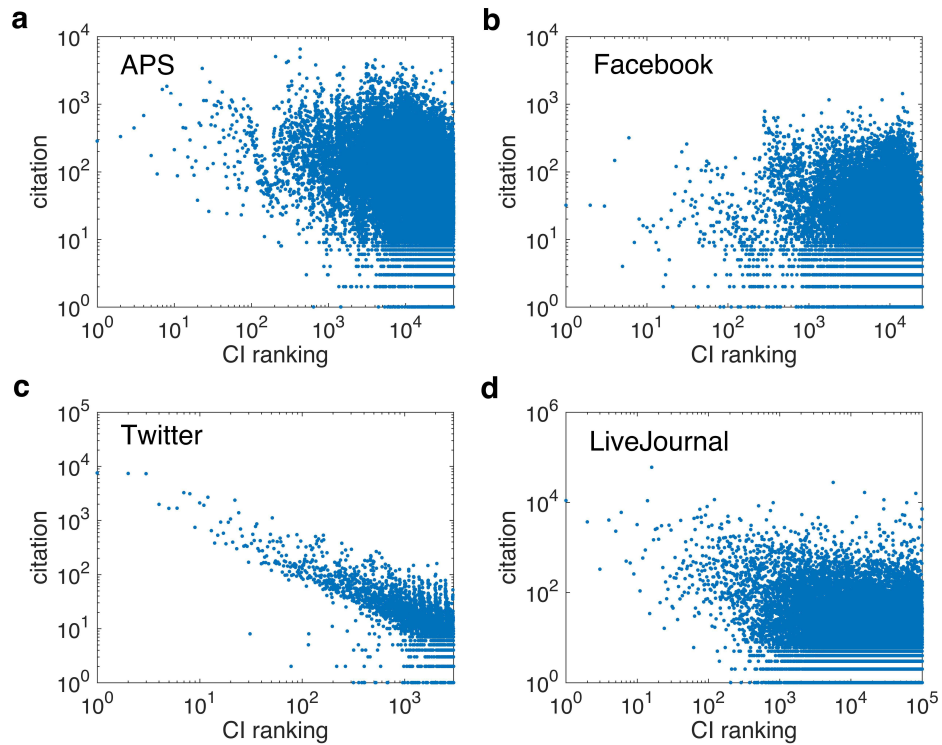 a
APS
citation
10^4
10^3
10^2
10^1
10^0
10^0 10^1 10^2 10^3 10^4
CI ranking
b
Facebook
citation
10^4
10^3
10^2
10^1
10^0
10^0 10^1 10^2 10^3 10^4
CI ranking
c
Twitter
citation
10^5
10^4
10^3
10^2
10^1
10^0
10^0 10^1 10^2 10^3
CI ranking
d
LiveJournal
citation
10^6
10^4
10^2
10^0
10^0 10^1 10^2 10^3 10^4 10^5
CI ranking